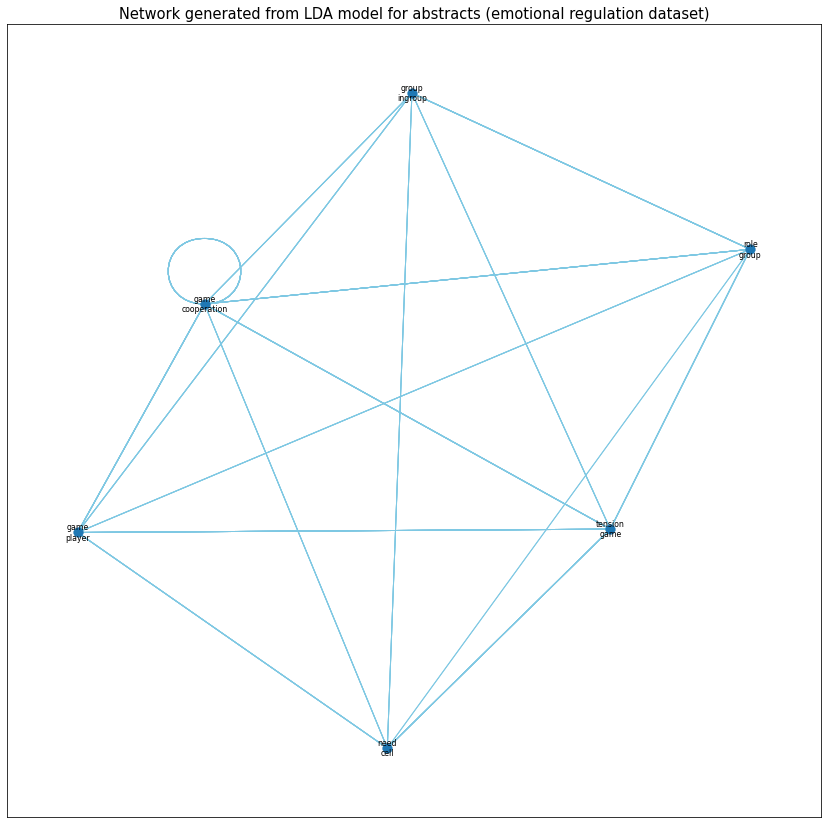 Network generated from LDA model for abstracts (emotional regulation dataset)
group
ingroup
role
group
game
cooperation
game
player
tension
game
need
cell